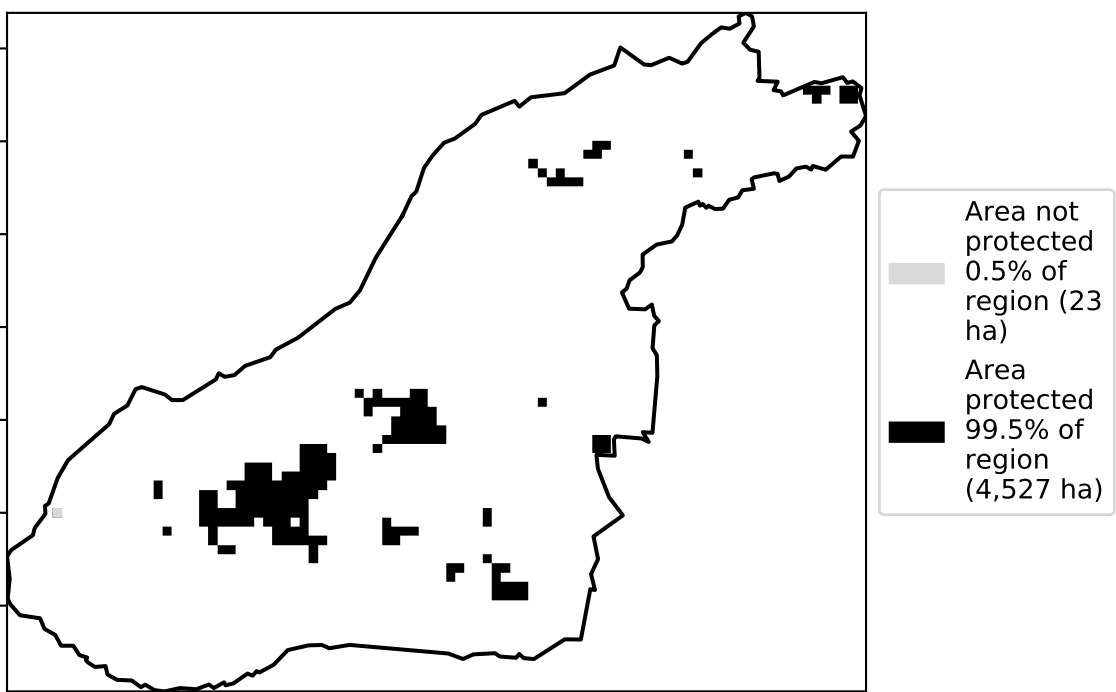 Area not
protected
0.5% of
region (23
ha)
Area
protected
99.5% of
region
(4,527 ha)